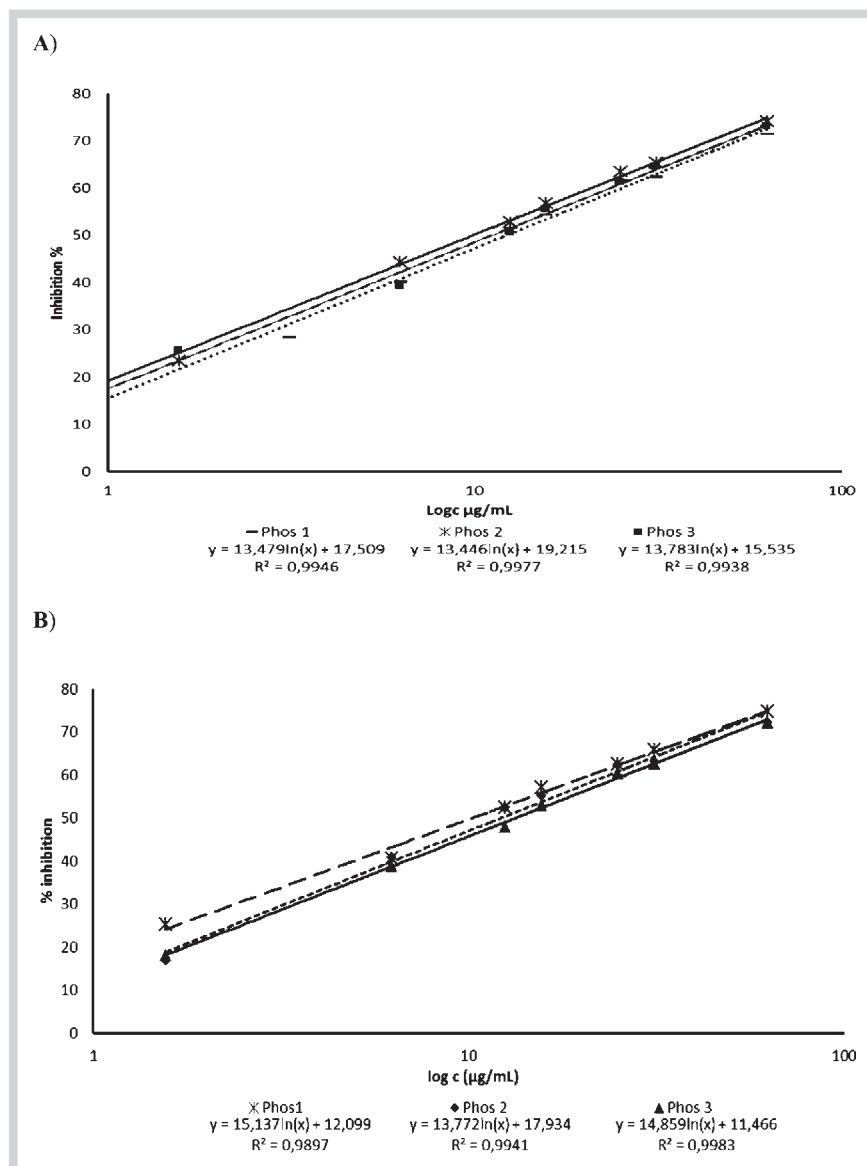 A)
80
70
60
50
40
30
20
10
0
Inhibition %
1 10 100
Logc µg/mL
Phos 1 Phos 2 Phos 3
y = 13,479ln(x) + 17,509 y = 13,446ln(x) + 19,215 y = 13,783ln(x) + 15,535
R² = 0,9946 R² = 0,9977 R² = 0,9938
B)
80
70
60
50
40
30
20
10
0
% inhibition
1 10 100
log c (µg/mL)
Phos1 Phos 2 Phos 3
y = 15,137ln(x) + 12,099 y = 13,772ln(x) + 17,934 y = 14,859ln(x) + 11,466
R² = 0,9897 R² = 0,9941 R² = 0,9983